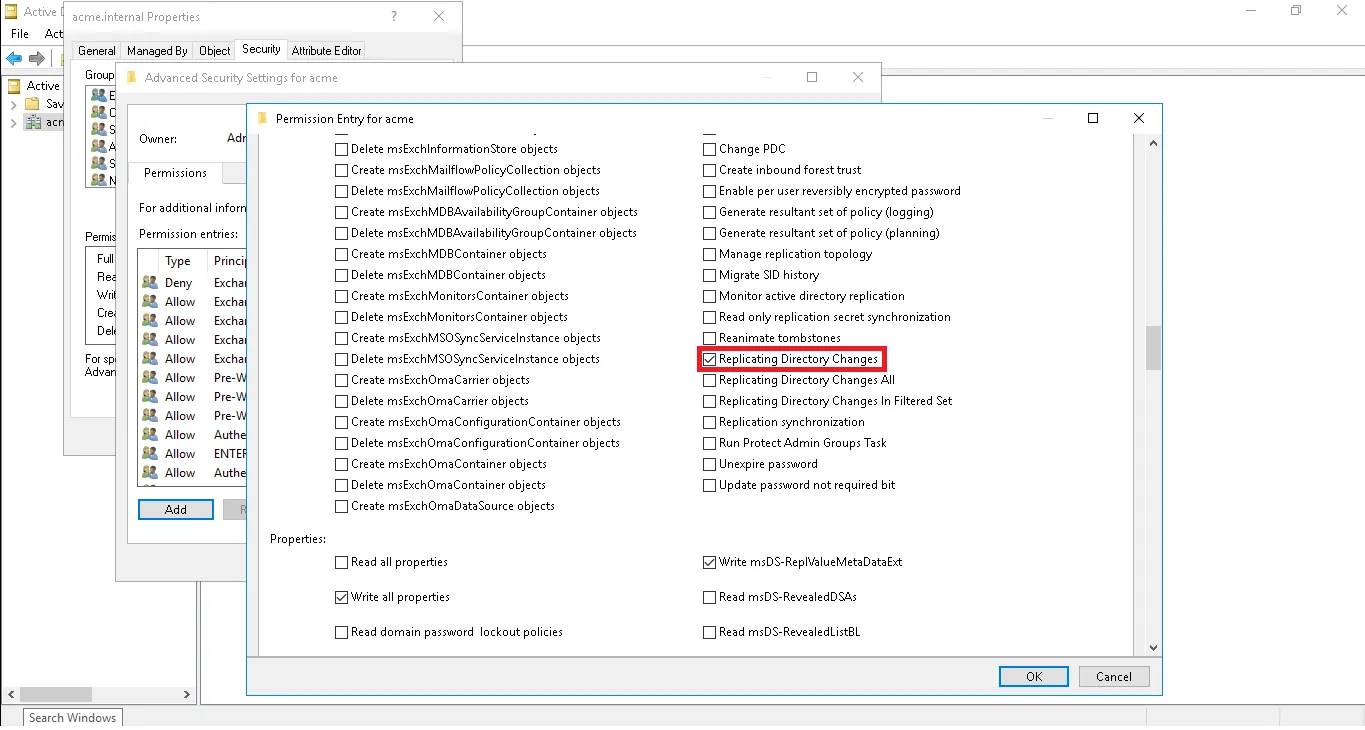 Active
acme.internal Properties
?
File
General
Managed By
Object
Security
Attribute Editor
Group
Advanced Security Settings for acme
Active
Sav
Owner:
Permissions
For additional inforn
Permission entries:
Type
Princip
Deny Exchar
Allow Exchar
Allow Exchar
Allow Exchar
Allow Exchar
Allow Pre-W
Allow Pre-W
Allow Pre-W
Allow Authe
Allow ENTER
Allow Authe
Add
Permis
Full
Rea
Writ
Crea
Dele
For spe
Advan
Permission Entry for acme
Delete msExchInformationStore objects
Create msExchMailflowPolicyCollection objects
Delete msExchMailflowPolicyCollection objects
Create msExchMDBAvailabilityGroupContainer objects
Delete msExchMDBAvailabilityGroupContainer objects
Create msExchMDBContainer objects
Delete msExchMDBContainer objects
Create msExchMonitorsContainer objects
Delete msExchMonitorsContainer objects
Create msExchMSOSyncServiceInstance objects
Delete msExchMSOSyncServiceInstance objects
Create msExchOmaCarrier objects
Delete msExchOmaCarrier objects
Create msExchOmaConfigurationContainer objects
Delete msExchOmaConfigurationContainer objects
Create msExchOmaContainer objects
Delete msExchOmaContainer objects
Create msExchOmaDataSource objects
Change PDC
Create inbound forest trust
Enable per user reversibly encrypted password
Generate resultant set of policy (logging)
Generate resultant set of policy (planning)
Manage replication topology
Migrate SID history
Monitor active directory replication
Read only replication secret synchronization
Reanimate tombstones
Replicating Directory Changes
Replicating Directory Changes All
Replicating Directory Changes In Filtered Set
Replication synchronization
Run Protect Admin Groups Task
Unexpire password
Update password not required bit
Properties:
Read all properties
Write all properties
Read domain password lockout policies
Write msDS-ReplValueMetaDataExt
Read msDS-RevealedDSAs
Read msDS-RevealedListBL
OK
Cancel
Search Windows